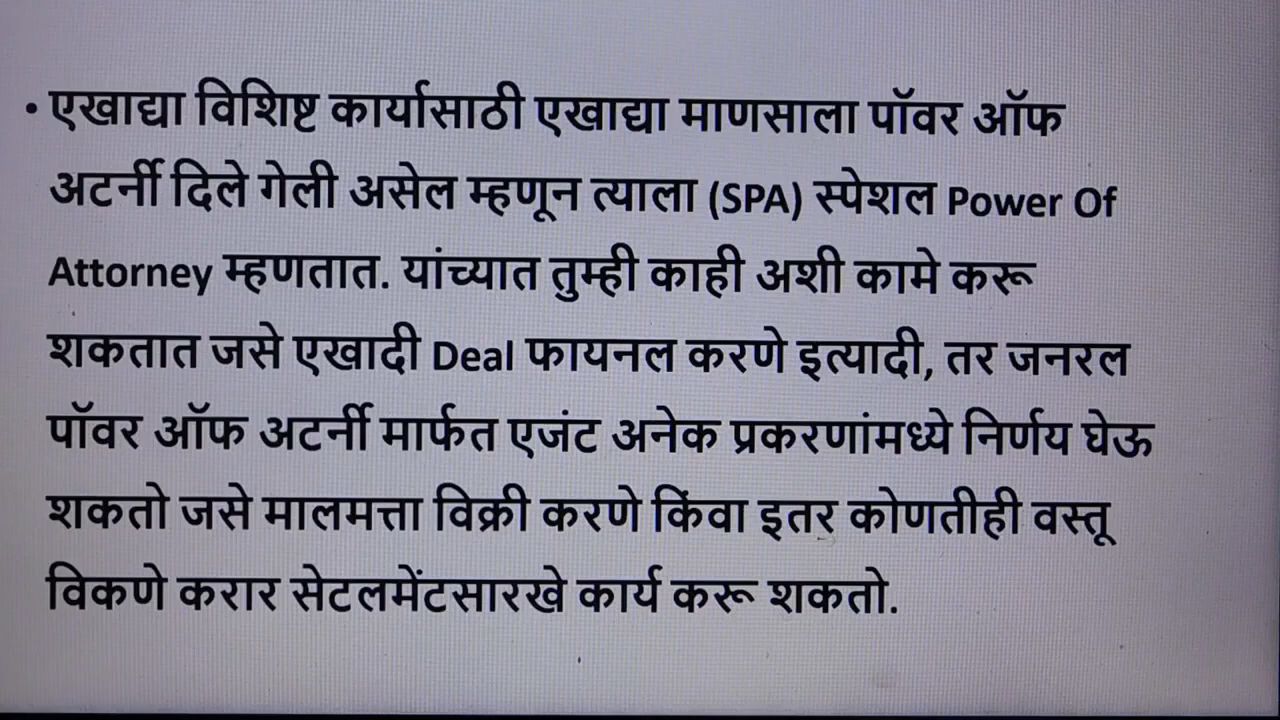 • एखाद्या विशिष्ट कार्यासाठी एखाद्या माणसाला पॉवर ऑफ
अटर्नी दिले गेली असेल म्हणून त्याला (SPA) स्पेशल Power Of
Attorney म्हणतात. यांच्यात तुम्ही काही अशी कामे करू
शकतात जसे एखादी Deal फायनल करणे इत्यादी, तर जनरल
पॉवर ऑफ अटर्नी मार्फत एजंट अनेक प्रकरणांमध्ये निर्णय घेऊ
शकतो जसे मालमत्ता विक्री करणे किंवा इतर कोणतीही वस्तू
विकणे करार सेटलमेंटसारखे कार्य करू शकतो.